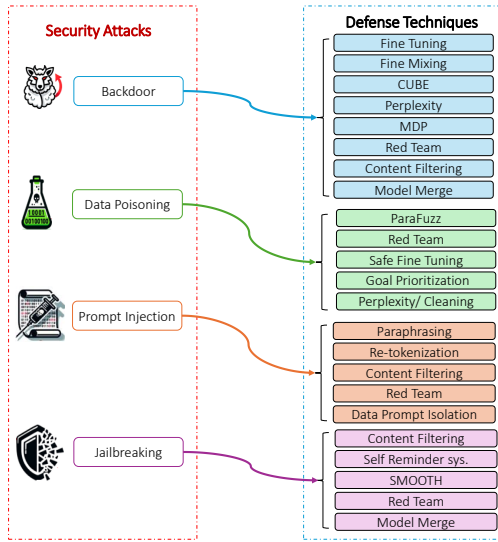 Security Attacks
Defense Techniques
Backdoor
Fine Tuning
Fine Mixing
CUBE
Perplexity
MDP
Red Team
Content Filtering
Model Merge
Data Poisoning
ParaFuzz
Red Team
Safe Fine Tuning
Goal Prioritization
Perplexity/ Cleaning
Prompt Injection
Paraphrasing
Re-tokenization
Content Filtering
Red Team
Data Prompt Isolation
Jailbreaking
Content Filtering
Self Reminder sys.
SMOOTH
Red Team
Model Merge